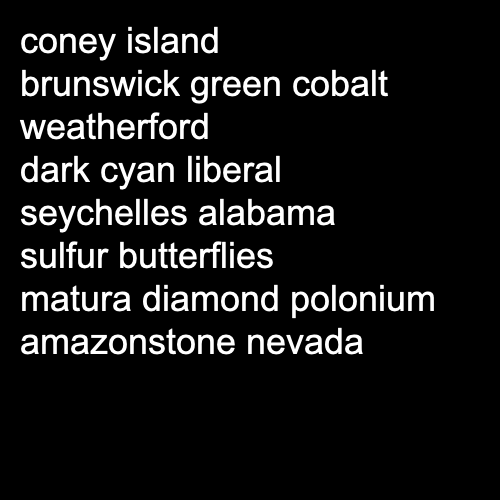 coney island
brunswick green cobalt
weatherford
dark cyan liberal
seychelles alabama
sulfur butterflies
matura diamond polonium
amazonstone nevada